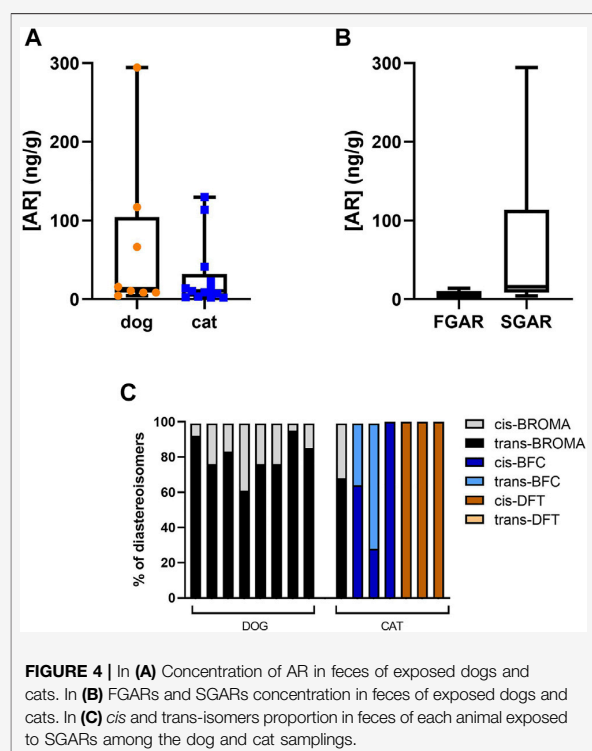 A
B
300
200
100
0
[AR] (ng/g)
dog cat
300
200
100
0
[AR] (ng/g)
FGAR SGAR
C
100
80
60
40
20
0
% of diastereoisomers
DOG CAT
cis-BROMA
trans-BROMA
cis-BFC
trans-BFC
cis-DFT
trans-DFT
FIGURE 4 | In (A) Concentration of AR in feces of exposed dogs and
cats. In (B) FGARs and SGARs concentration in feces of exposed dogs and
cats. In (C) cis and trans-isomers proportion in feces of each animal exposed
to SGARs among the dog and cat samplings.